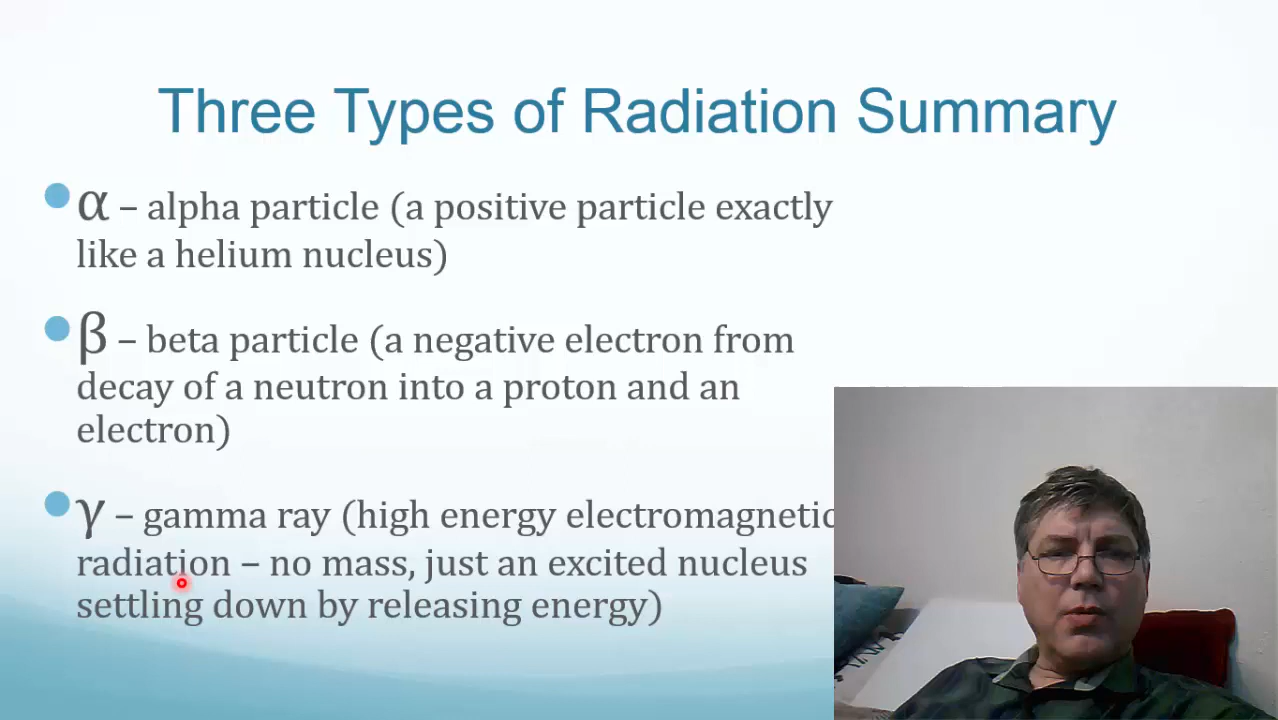 Three Types of Radiation Summary
α – alpha particle (a positive particle exactly
like a helium nucleus)
β – beta particle (a negative electron from
decay of a neutron into a proton and an
electron)
γ – gamma ray (high energy electromagnetic
radiation – no mass, just an excited nucleus
settling down by releasing energy)